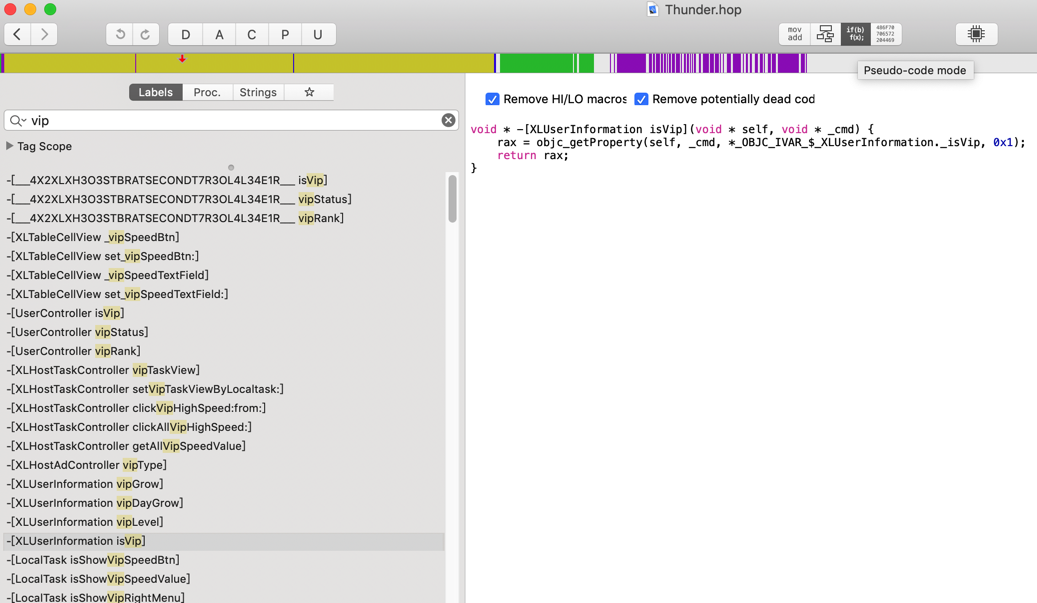 Thunder.hop
D A C P U
mov
add
if(b)
f(x);
486F70
706572
204469
Pseudo-code mode
Labels Proc. Strings
vip
Tag Scope
Remove HI/LO macros Remove potentially dead cod
void * -[XLUserInformation isVip](void * self, void * _cmd) {
rax = objc_getProperty(self, _cmd, *_OBJC_IVAR_$_XLUserInformation._isVip, 0x1);
return rax;
}
-[___4X2XLXH3O3STBRATSECONDT7R3OL4L34E1R___ isVip]
-[___4X2XLXH3O3STBRATSECONDT7R3OL4L34E1R___ vipStatus]
-[___4X2XLXH3O3STBRATSECONDT7R3OL4L34E1R___ vipRank]
-[XLTableCellView _vipSpeedBtn]
-[XLTableCellView set_vipSpeedBtn:]
-[XLTableCellView _vipSpeedTextField]
-[XLTableCellView set_vipSpeedTextField:]
-[UserController isVip]
-[UserController vipStatus]
-[UserController vipRank]
-[XLHostTaskController vipTaskView]
-[XLHostTaskController setVipTaskViewByLocaltask:]
-[XLHostTaskController clickVipHighSpeed:from:]
-[XLHostTaskController clickAllVipHighSpeed:]
-[XLHostTaskController getAllVipSpeedValue]
-[XLHostAdController vipType]
-[XLUserInformation vipGrow]
-[XLUserInformation vipDayGrow]
-[XLUserInformation vipLevel]
-[XLUserInformation isVip]
-[LocalTask isShowVipSpeedBtn]
-[LocalTask isShowVipSpeedValue]
-[LocalTask isShowVipRightMenu]